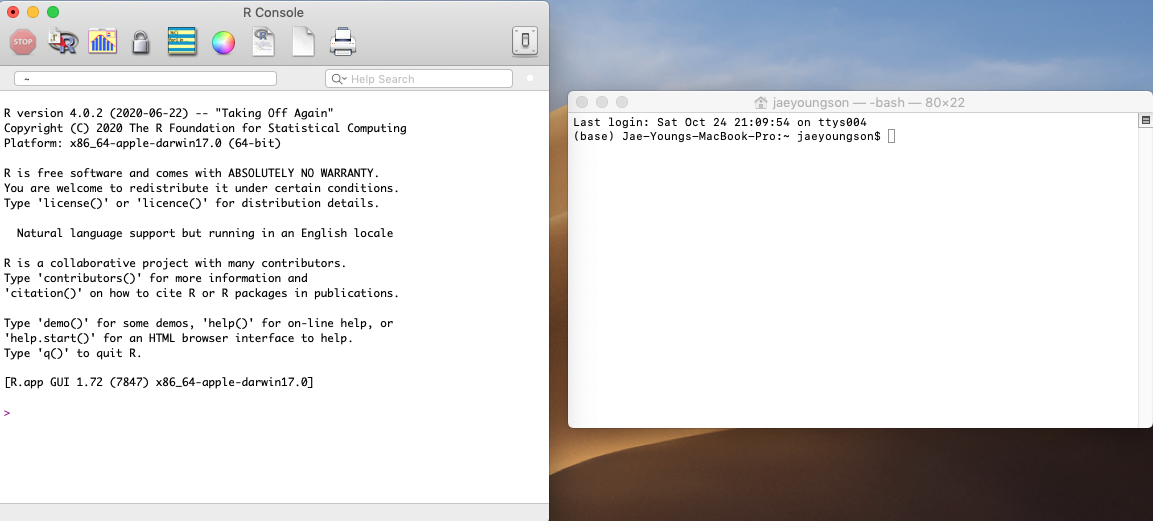 R Console
STOP
~
Help Search
R version 4.0.2 (2020-06-22) -- "Taking Off Again"
Copyright (C) 2020 The R Foundation for Statistical Computing
Platform: x86_64-apple-darwin17.0 (64-bit)
R is free software and comes with ABSOLUTELY NO WARRANTY.
You are welcome to redistribute it under certain conditions.
Type 'license()' or 'licence()' for distribution details.
Natural language support but running in an English locale
R is a collaborative project with many contributors.
Type 'contributors()' for more information and
'citation()' on how to cite R or R packages in publications.
Type 'demo()' for some demos, 'help()' for on-line help, or
'help.start()' for an HTML browser interface to help.
Type 'q()' to quit R.
[R.app GUI 1.72 (7847) x86_64-apple-darwin17.0]
>
jaeyoungson — -bash — 80×22
Last login: Sat Oct 24 21:09:54 on ttys004
(base) Jae-Youngs-MacBook-Pro:~ jaeyoungson$